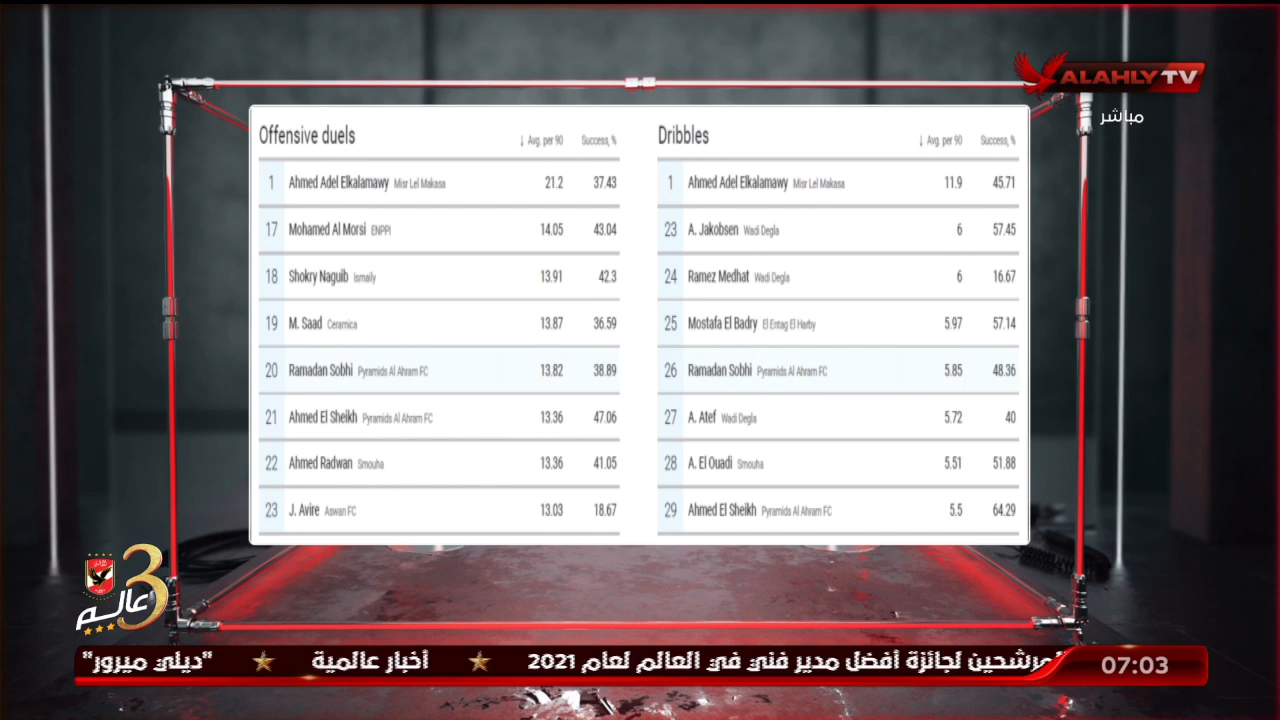 ALAHLY TV
مباشر
Offensive duels ↓ Avg. per 90 Success, %
1 Ahmed Adel Elkalamawy Misr Lel Makasa 21.2 37.43
17 Mohamed Al Morsi ENPPI 14.05 43.04
18 Shokry Naguib Ismaily 13.91 42.3
19 M. Saad Ceramica 13.87 36.59
20 Ramadan Sobhi Pyramids Al Ahram FC 13.82 38.89
21 Ahmed El Sheikh Pyramids Al Ahram FC 13.36 47.06
22 Ahmed Radwan Smouha 13.36 41.05
23 J. Avire Aswan FC 13.03 18.67
Dribbles ↓ Avg. per 90 Success, %
1 Ahmed Adel Elkalamawy Misr Lel Makasa 11.9 45.71
23 A. Jakobsen Wadi Degla 6 57.45
24 Ramez Medhat Wadi Degla 6 16.67
25 Mostafa El Badry El Entag El Harby 5.97 57.14
26 Ramadan Sobhi Pyramids Al Ahram FC 5.85 48.36
27 A. Atef Wadi Degla 5.72 40
28 A. El Ouadi Smouha 5.51 51.88
29 Ahmed El Sheikh Pyramids Al Ahram FC 5.5 64.29
3 عالم
المرشحين لجائزة أفضل مدير فني في العالم لعام 2021 ★ أخبار عالمية ★ "ديلي ميرور"
07:03